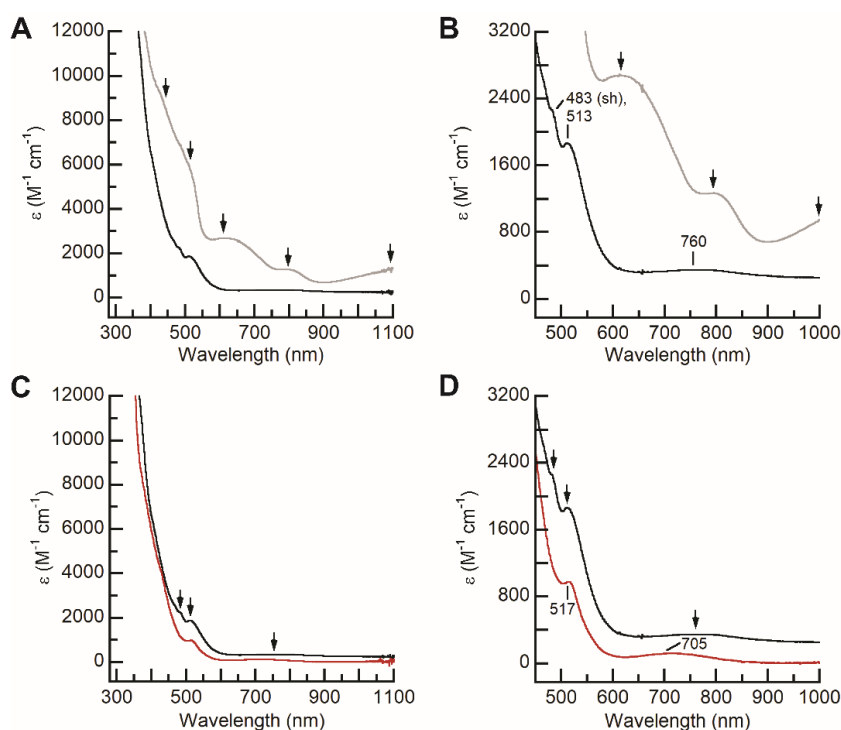 A
12000
10000
8000
6000
4000
2000
0
ε (M⁻¹ cm⁻¹)
300 500 700 900 1100
Wavelength (nm)
B
3200
2400
1600
800
0
ε (M⁻¹ cm⁻¹)
483 (sh),
513
760
500 600 700 800 900 1000
Wavelength (nm)
C
12000
10000
8000
6000
4000
2000
0
ε (M⁻¹ cm⁻¹)
300 500 700 900 1100
Wavelength (nm)
D
3200
2400
1600
800
0
ε (M⁻¹ cm⁻¹)
517
705
500 600 700 800 900 1000
Wavelength (nm)